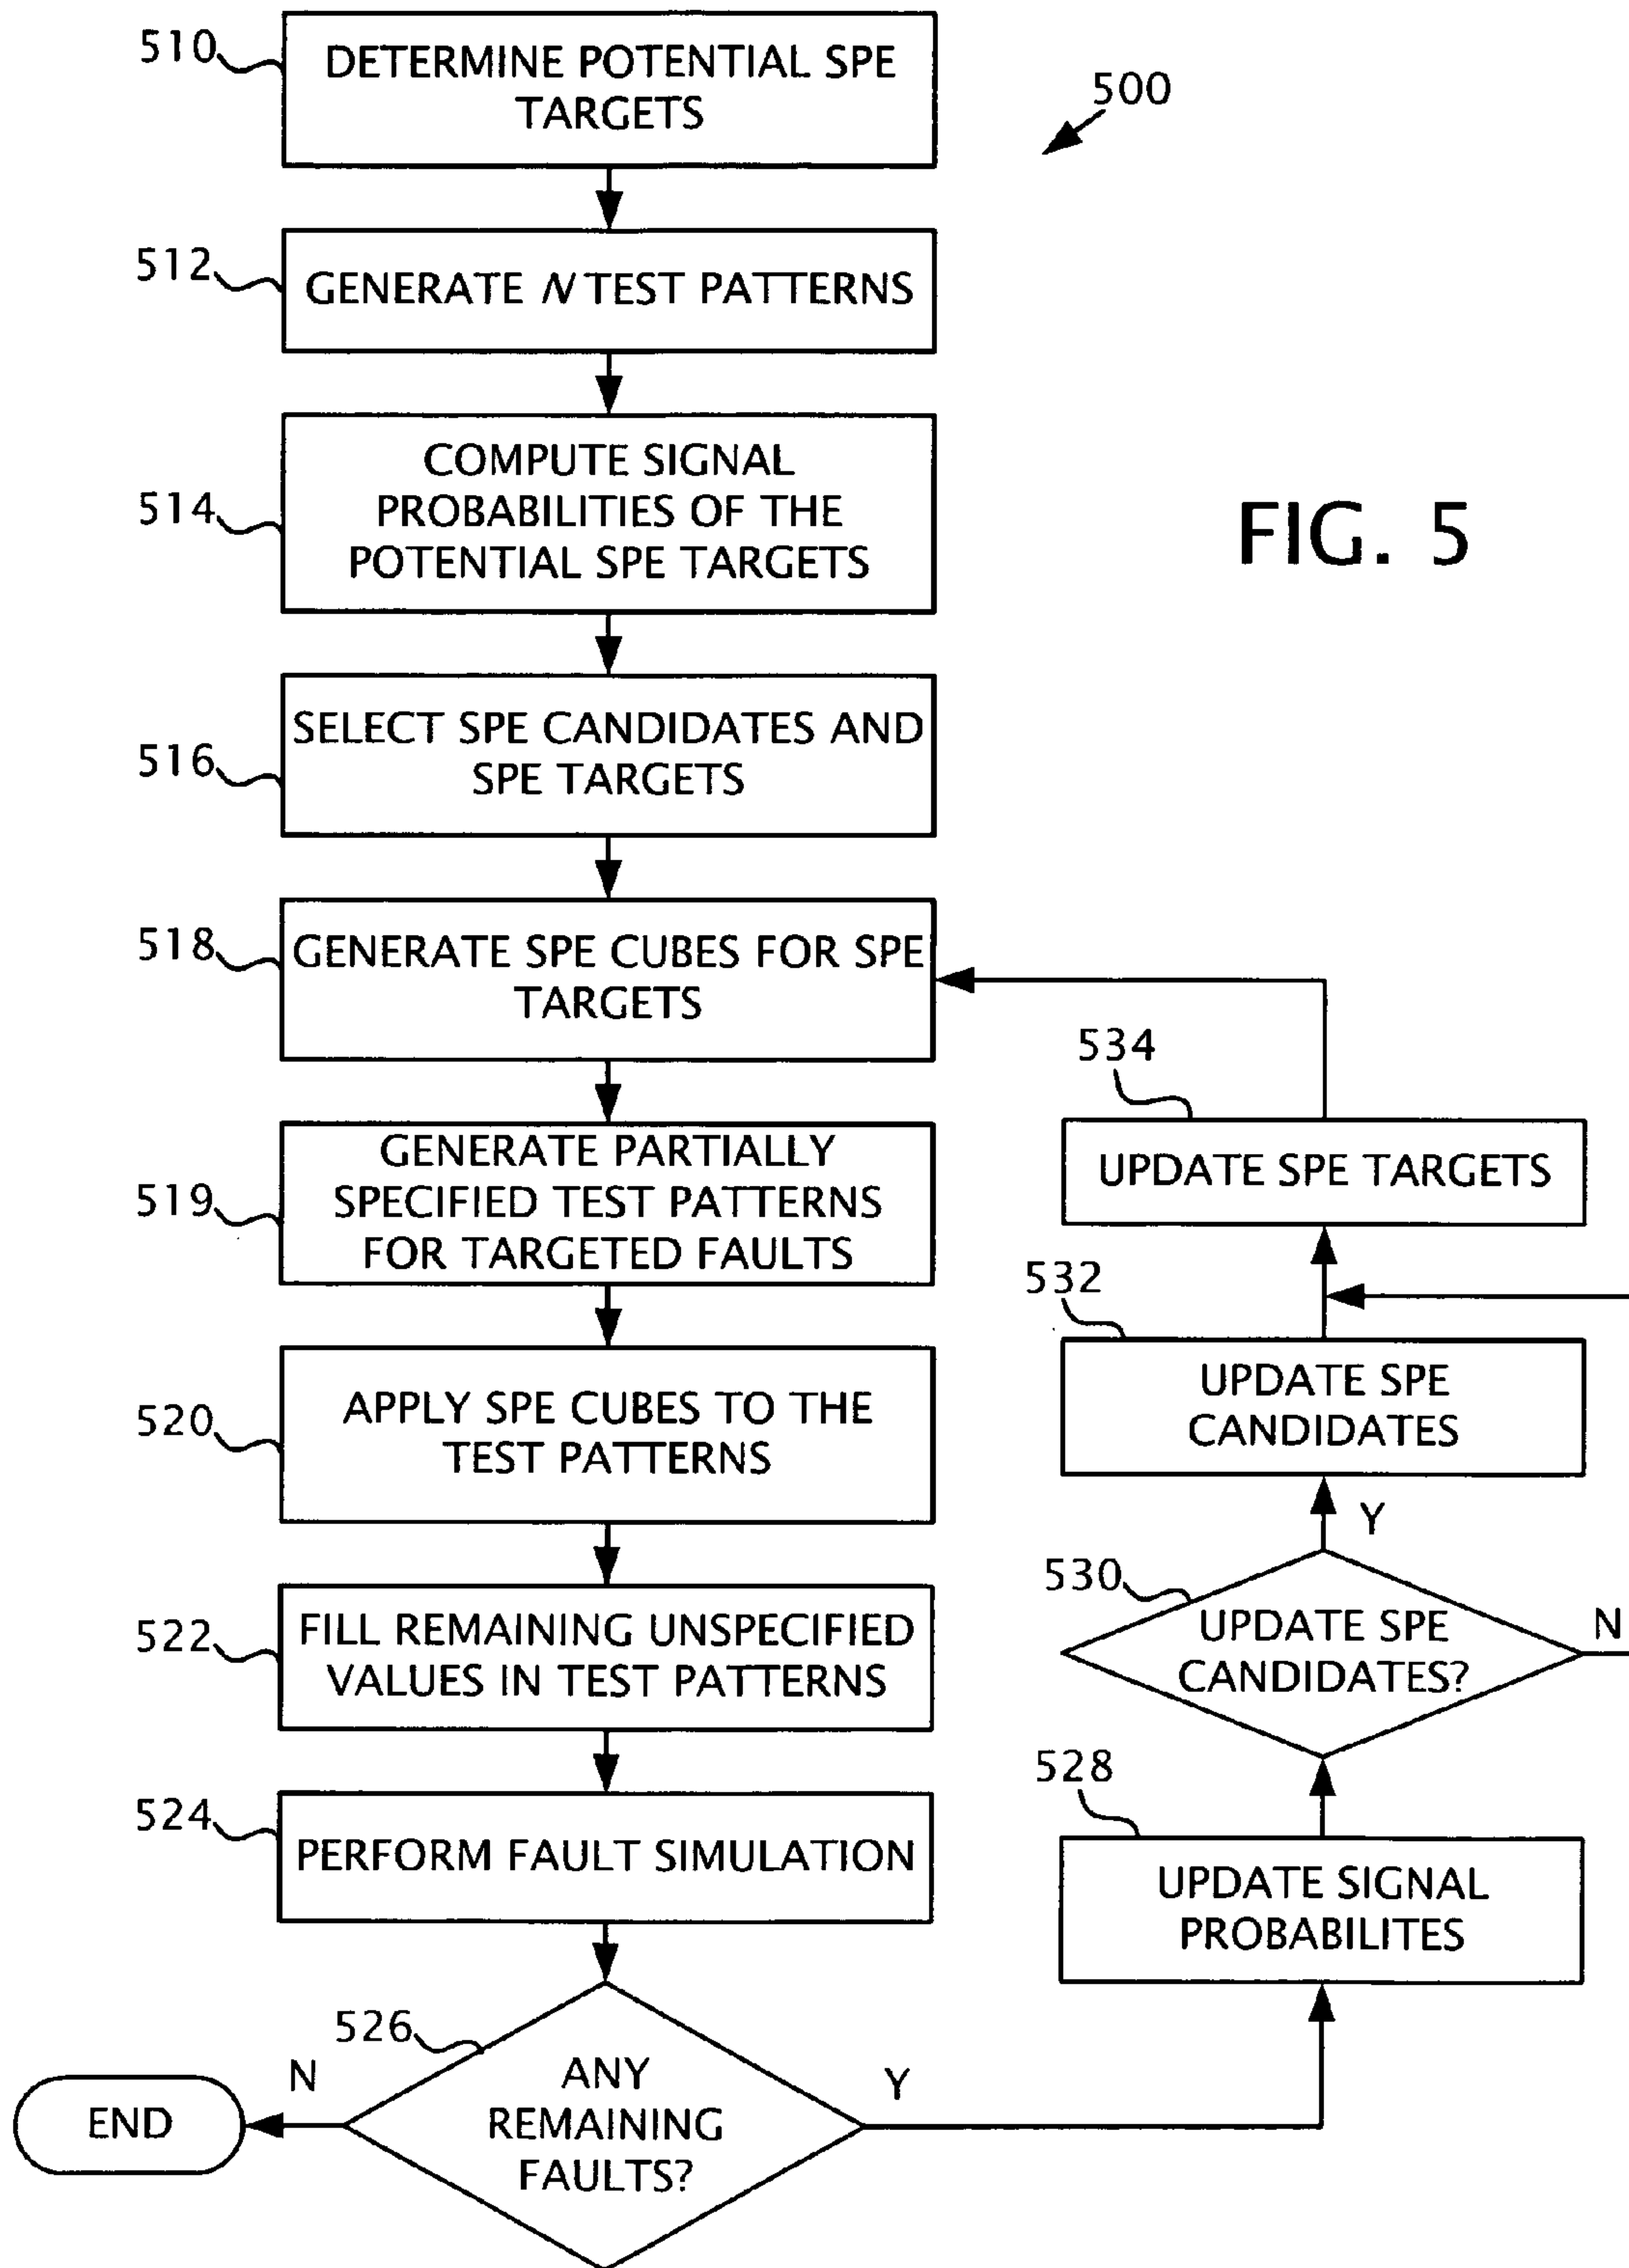 510
DETERMINE POTENTIAL SPE
TARGETS
500
512
GENERATE N TEST PATTERNS
514
COMPUTE SIGNAL
PROBABILITIES OF THE
POTENTIAL SPE TARGETS
FIG. 5
516
SELECT SPE CANDIDATES AND
SPE TARGETS
518
GENERATE SPE CUBES FOR SPE
TARGETS
519
GENERATE PARTIALLY
SPECIFIED TEST PATTERNS
FOR TARGETED FAULTS
520
APPLY SPE CUBES TO THE
TEST PATTERNS
522
FILL REMAINING UNSPECIFIED
VALUES IN TEST PATTERNS
524
PERFORM FAULT SIMULATION
526
ANY
REMAINING
FAULTS?
N
END
Y
528
UPDATE SIGNAL
PROBABILITES
530
UPDATE SPE
CANDIDATES?
N
Y
532
UPDATE SPE
CANDIDATES
534
UPDATE SPE TARGETS